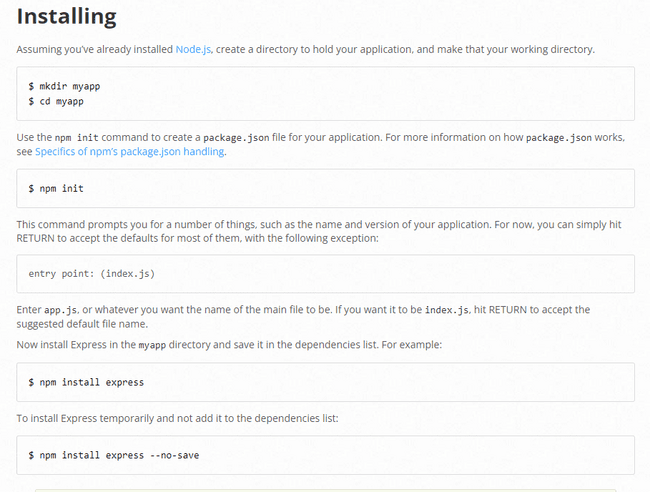 Installing
Assuming you've already installed Node.js, create a directory to hold your application, and make that your working directory.
$ mkdir myapp
$ cd myapp
Use the npm init command to create a package.json file for your application. For more information on how package.json works,
see Specifics of npm's package.json handling.
$ npm init
This command prompts you for a number of things, such as the name and version of your application. For now, you can simply hit
RETURN to accept the defaults for most of them, with the following exception:
entry point: (index.js)
Enter app.js, or whatever you want the name of the main file to be. If you want it to be index.js, hit RETURN to accept the
suggested default file name.
Now install Express in the myapp directory and save it in the dependencies list. For example:
$ npm install express
To install Express temporarily and not add it to the dependencies list:
$ npm install express --no-save